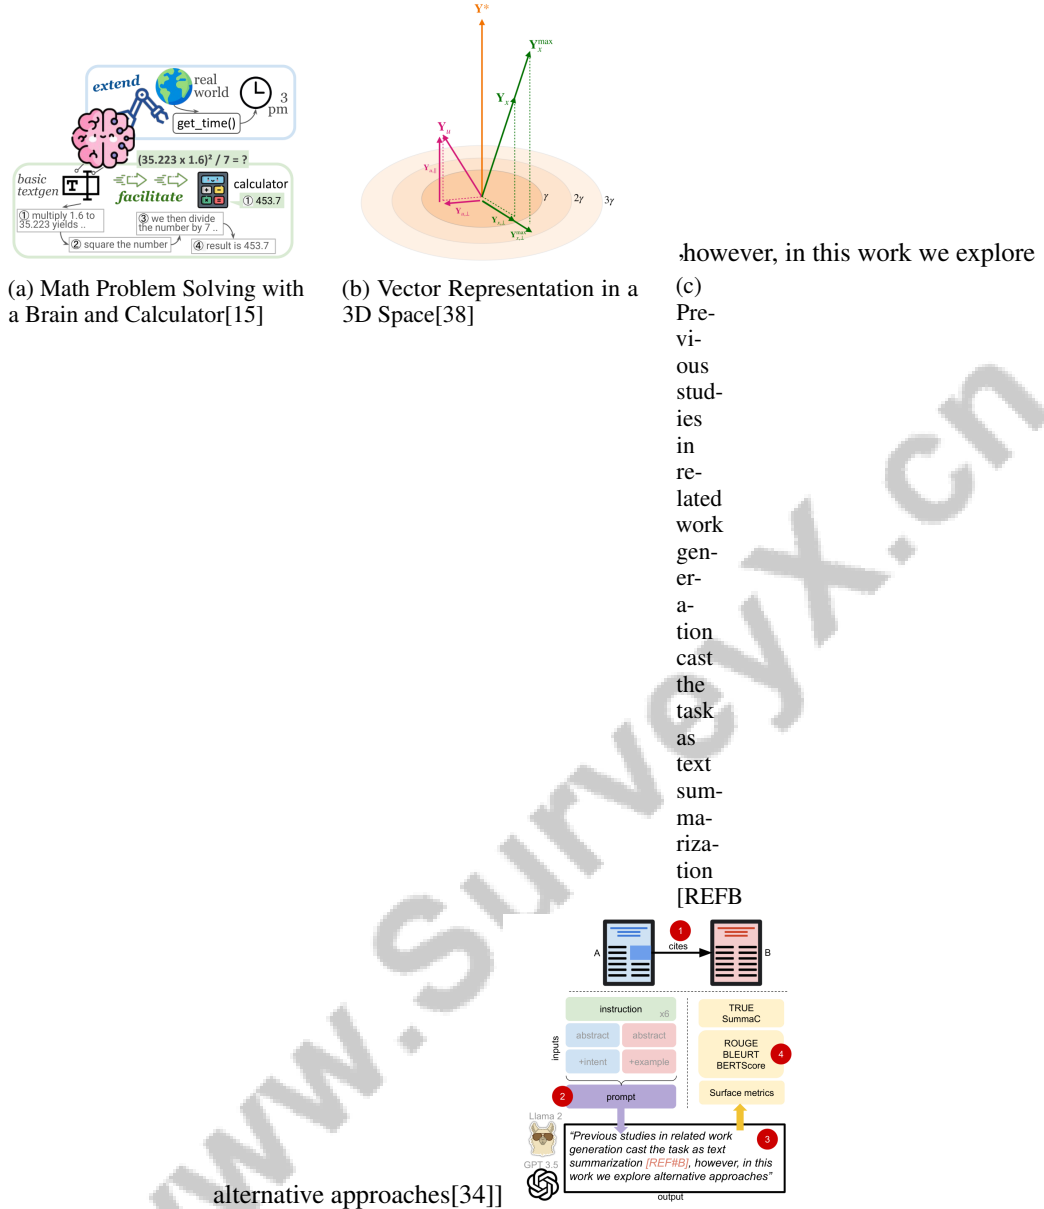 extend
real
world
3
pm
get_time()
(35.223 x 1.6)² / 7 = ?
basic
textgen
T
facilitate
calculator
① 453.7
① multiply 1.6 to
35.223 yields ..
③ we then divide
the number by 7 ..
② square the number
④ result is 453.7
(a) Math Problem Solving with
a Brain and Calculator[15]
Y*
Y_x^max
Y_x
Y_u
Y_{u,∥}
Y_{u,⊥}
Y_{x,⊥}
Y_{x,⊥}^max
γ
2γ
3γ
(b) Vector Representation in a
3D Space[38]
,however, in this work we explore
(c)
Pre-
vi-
ous
stud-
ies
in
re-
lated
work
gen-
er-
a-
tion
cast
the
task
as
text
sum-
ma-
riza-
tion
[REFB
1
cites
A
B
instruction
x6
abstract
abstract
inputs
+intent
+example
2
prompt
TRUE
SummaC
ROUGE
BLEURT
BERTScore
4
Surface metrics
Llama 2
GPT 3.5
3
"Previous studies in related work
generation cast the task as text
summarization [REF#B], however, in this
work we explore alternative approaches"
output
alternative approaches[34]]
www.Surveyx.cn